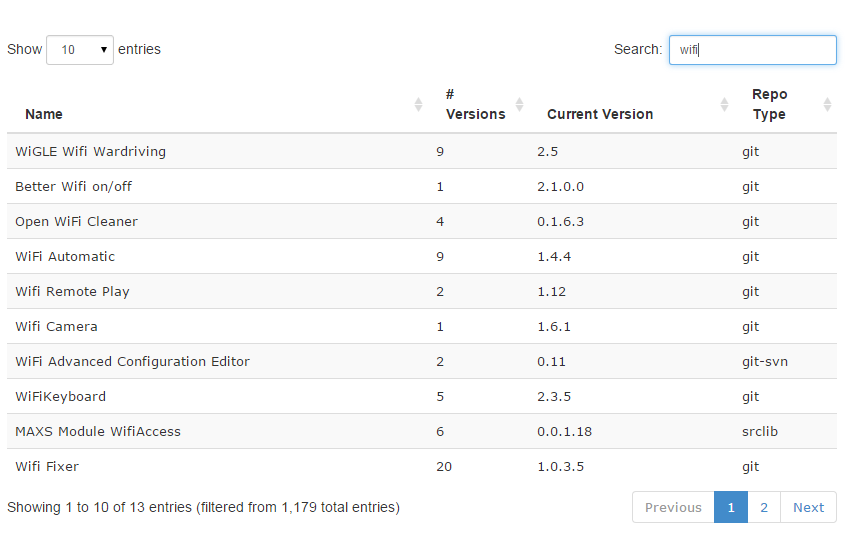 Show 10 entries Search: wifi
Name # Versions Current Version Repo Type
WiGLE Wifi Wardriving 9 2.5 git
Better Wifi on/off 1 2.1.0.0 git
Open WiFi Cleaner 4 0.1.6.3 git
WiFi Automatic 9 1.4.4 git
Wifi Remote Play 2 1.12 git
Wifi Camera 1 1.6.1 git
WiFi Advanced Configuration Editor 2 0.11 git-svn
WiFiKeyboard 5 2.3.5 git
MAXS Module WifiAccess 6 0.0.1.18 srclib
Wifi Fixer 20 1.0.3.5 git
Showing 1 to 10 of 13 entries (filtered from 1,179 total entries) Previous 1 2 Next